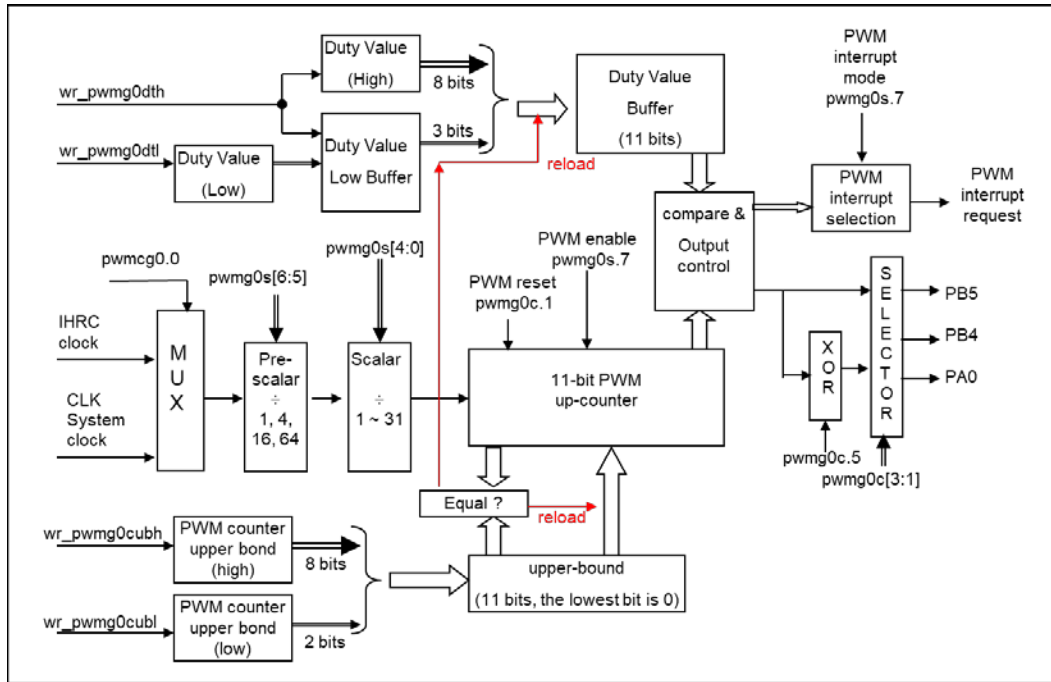 wr_pwmg0dth
wr_pwmg0dtl
Duty Value
(High)
8 bits
3 bits
Duty Value
(Low)
Duty Value
Low Buffer
reload
Duty Value
Buffer
(11 bits)
PWM
interrupt
mode
pwmg0s.7
PWM
interrupt
selection
PWM
interrupt
request
compare &
Output
control
pwmcg0.0
pwmg0s[6:5]
pwmg0s[4:0]
PWM enable
pwmg0s.7
PWM reset
pwmg0c.1
IHRC
clock
CLK
System
clock
MUX
Pre-
scalar
÷
1, 4,
16, 64
Scalar
÷
1 ~ 31
11-bit PWM
up-counter
XOR
SELECTOR
PB5
PB4
PA0
pwmg0c.5
pwmg0c[3:1]
Equal ?
reload
wr_pwmg0cubh
PWM counter
upper bond
(high)
8 bits
wr_pwmg0cubl
PWM counter
upper bond
(low)
2 bits
upper-bound
(11 bits, the lowest bit is 0)